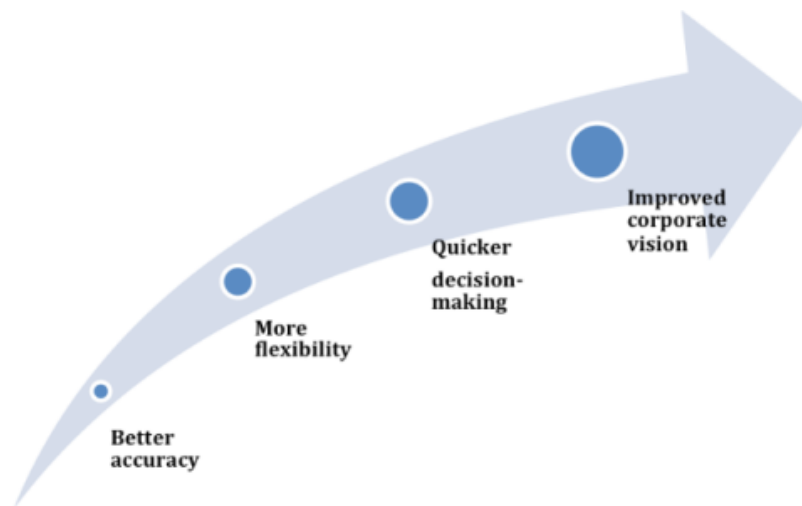 Better
accuracy
More
flexibility
Quicker
decision-
making
Improved
corporate
vision